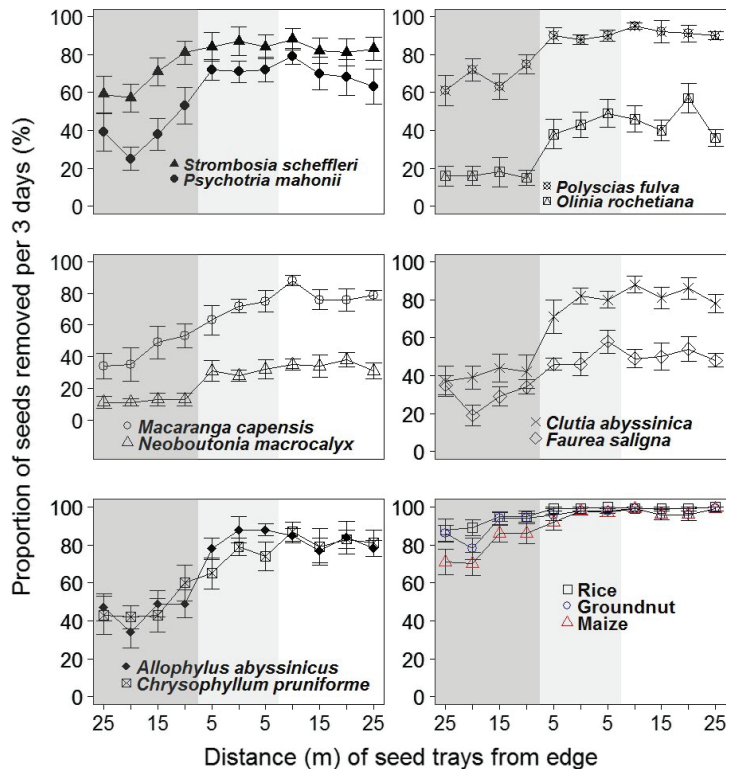 Proportion of seeds removed per 3 days (%)
100
80
60
40
20
0
Strombosia scheffleri
Psychotria mahonii
100
80
60
40
20
0
Polyscias fulva
Olinia rochetiana
100
80
60
40
20
0
Macaranga capensis
Neoboutonia macrocalyx
100
80
60
40
20
0
Clutia abyssinica
Faurea saligna
100
80
60
40
20
0
Allophylus abyssinicus
Chrysophyllum pruniforme
25 15 5 5 15 25
100
80
60
40
20
0
Rice
Groundnut
Maize
25 15 5 5 15 25
Distance (m) of seed trays from edge